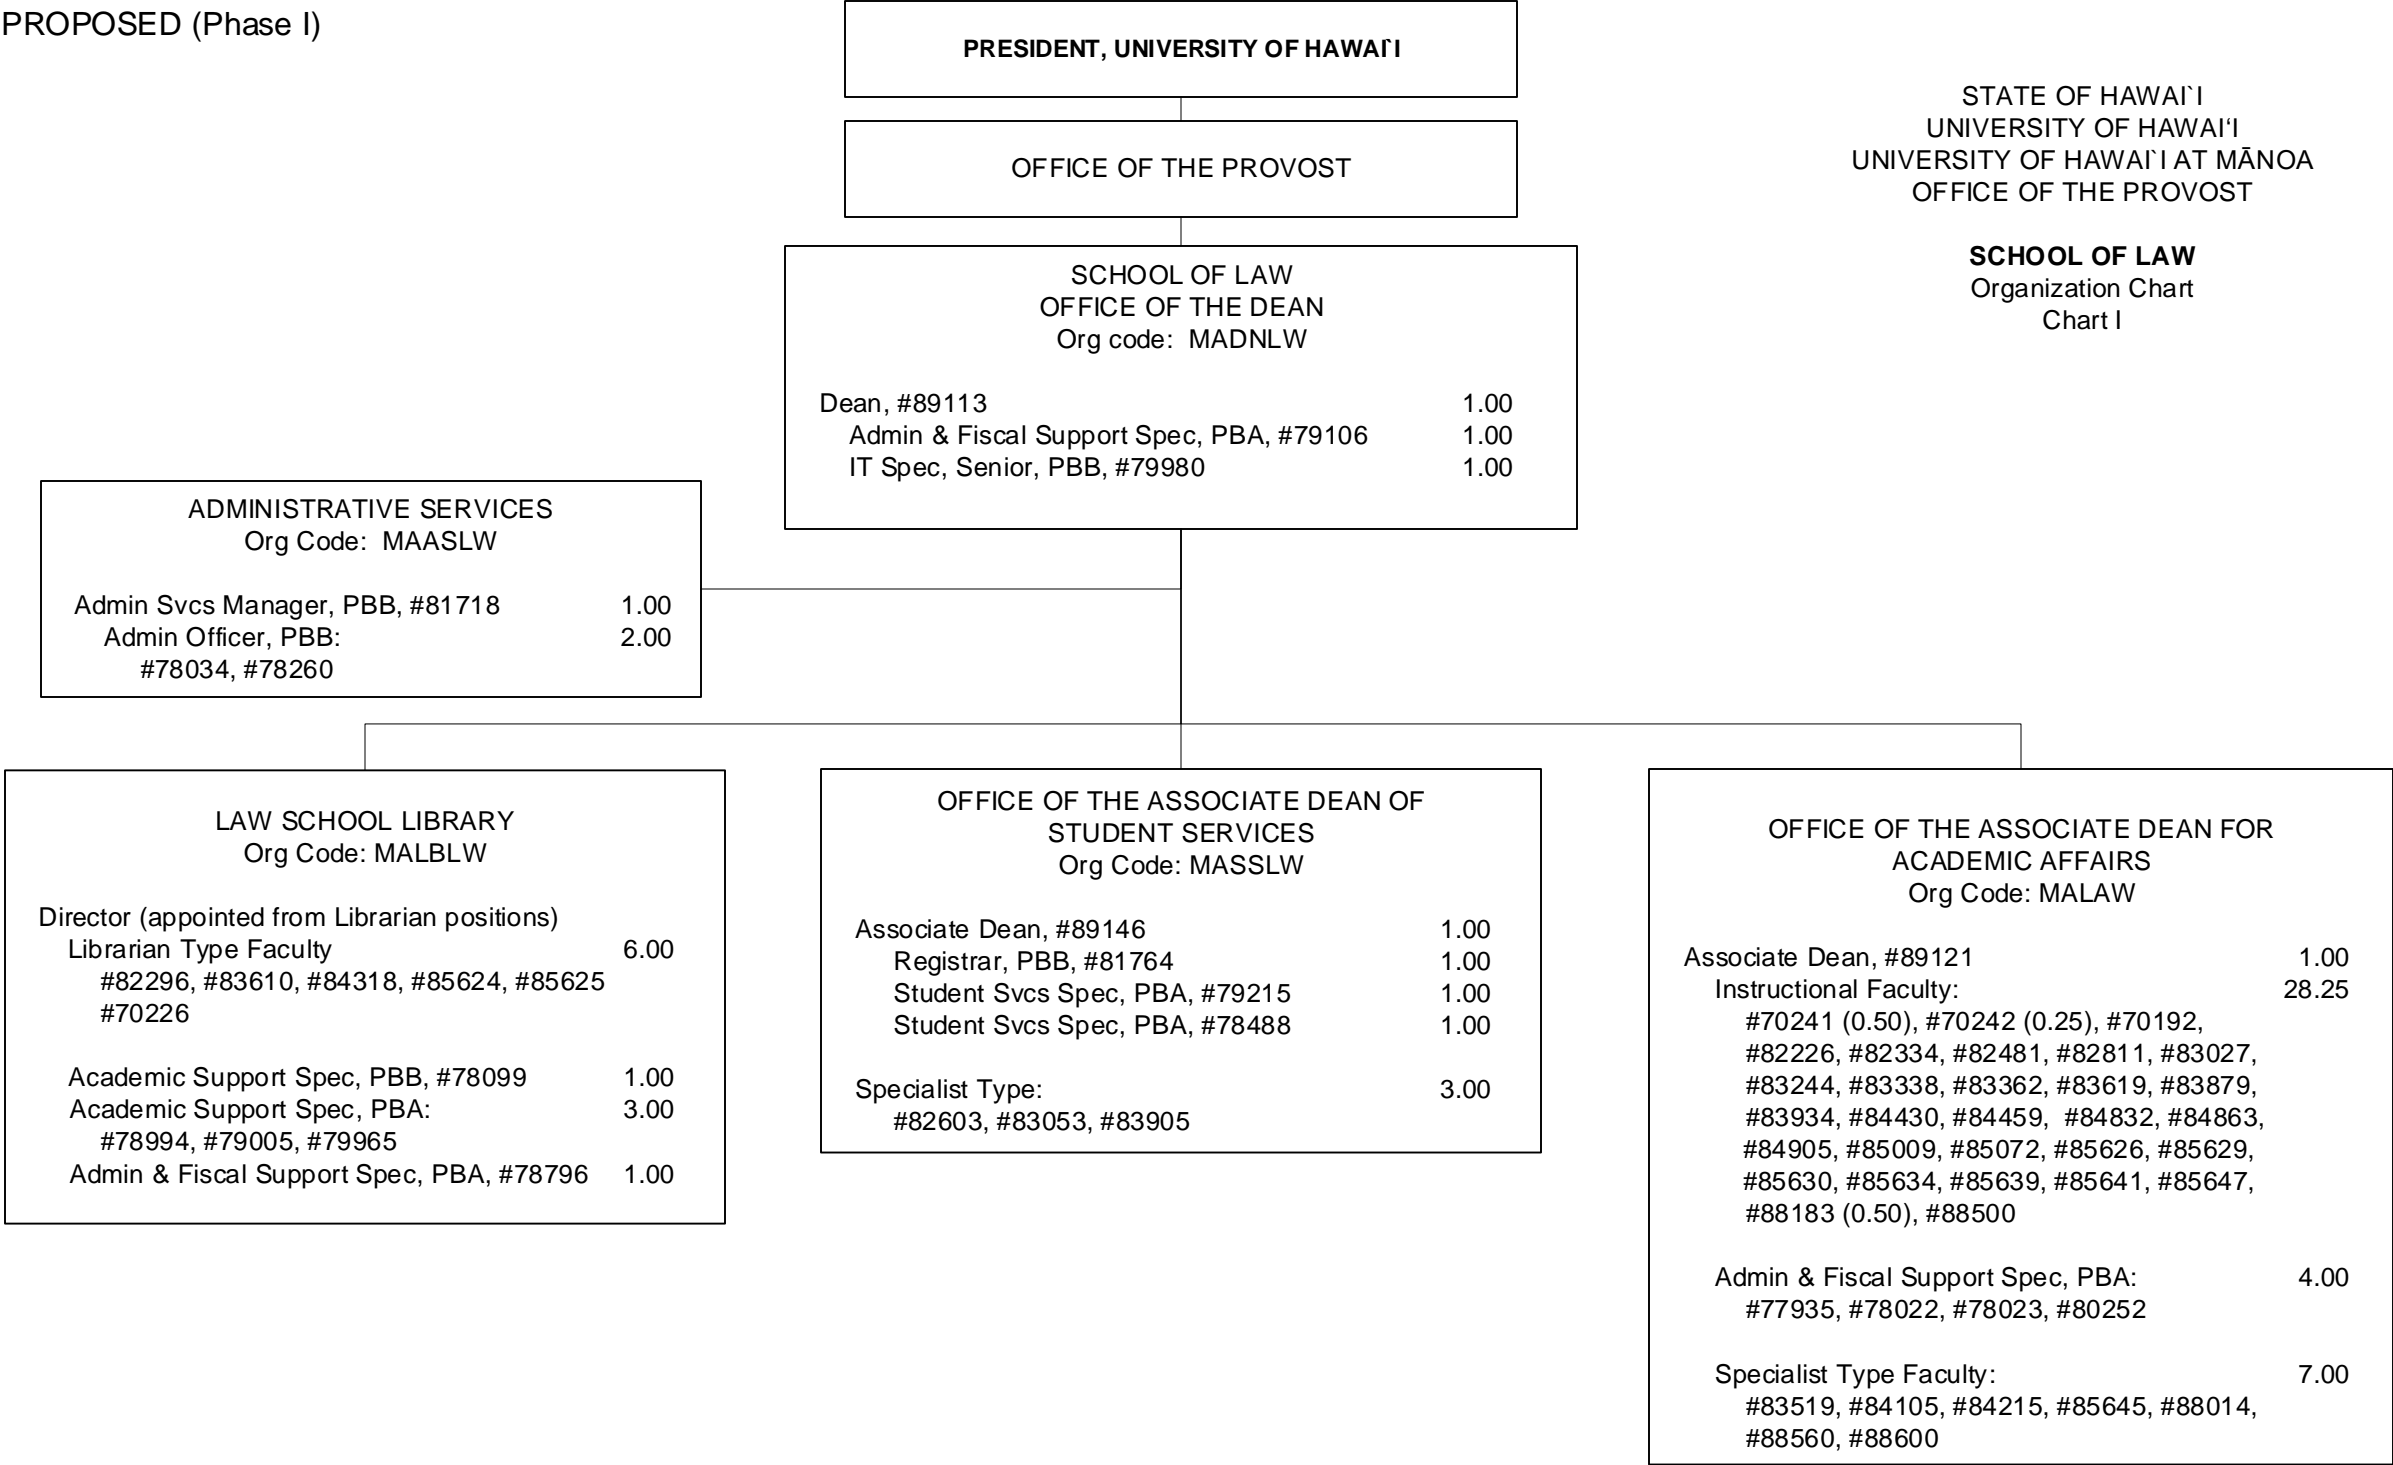 PROPOSED (Phase I)
PRESIDENT, UNIVERSITY OF HAWAI`I
OFFICE OF THE PROVOST
STATE OF HAWAI`I
UNIVERSITY OF HAWAI‘I
UNIVERSITY OF HAWAI`I AT MĀNOA
OFFICE OF THE PROVOST
SCHOOL OF LAW
Organization Chart
Chart I
SCHOOL OF LAW
OFFICE OF THE DEAN
Org code:  MADNLW
Dean, #89113 1.00
Admin & Fiscal Support Spec, PBA, #79106 1.00
IT Spec, Senior, PBB, #79980 1.00
ADMINISTRATIVE SERVICES
Org Code:  MAASLW
Admin Svcs Manager, PBB, #81718 1.00
Admin Officer, PBB: 2.00
#78034, #78260
LAW SCHOOL LIBRARY
Org Code: MALBLW
Director (appointed from Librarian positions)
Librarian Type Faculty 6.00
#82296, #83610, #84318, #85624, #85625
#70226
Academic Support Spec, PBB, #78099 1.00
Academic Support Spec, PBA: 3.00
#78994, #79005, #79965
Admin & Fiscal Support Spec, PBA, #78796 1.00
OFFICE OF THE ASSOCIATE DEAN OF
STUDENT SERVICES
Org Code: MASSLW
Associate Dean, #89146 1.00
Registrar, PBB, #81764 1.00
Student Svcs Spec, PBA, #79215 1.00
Student Svcs Spec, PBA, #78488 1.00
Specialist Type: 3.00
#82603, #83053, #83905
OFFICE OF THE ASSOCIATE DEAN FOR
ACADEMIC AFFAIRS
Org Code: MALAW
Associate Dean, #89121 1.00
Instructional Faculty: 28.25
#70241 (0.50), #70242 (0.25), #70192,
#82226, #82334, #82481, #82811, #83027,
#83244, #83338, #83362, #83619, #83879,
#83934, #84430, #84459,  #84832, #84863,
#84905, #85009, #85072, #85626, #85629,
#85630, #85634, #85639, #85641, #85647,
#88183 (0.50), #88500
Admin & Fiscal Support Spec, PBA: 4.00
#77935, #78022, #78023, #80252
Specialist Type Faculty: 7.00
#83519, #84105, #84215, #85645, #88014,
#88560, #88600